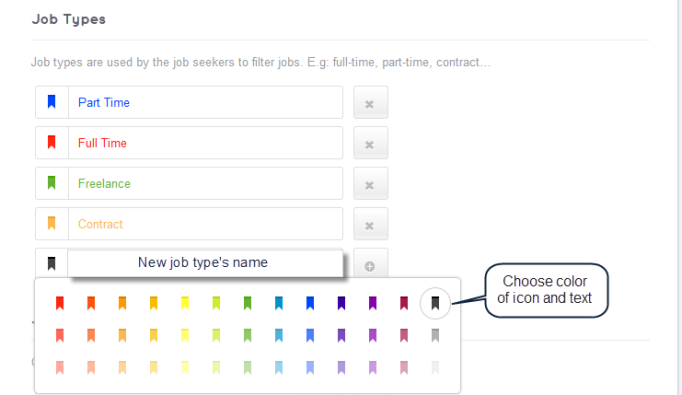 Job Types
Job types are used by the job seekers to filter jobs. E.g: full-time, part-time, contract...
Part Time
Full Time
Freelance
Contract
New job type's name
Choose color
of icon and text